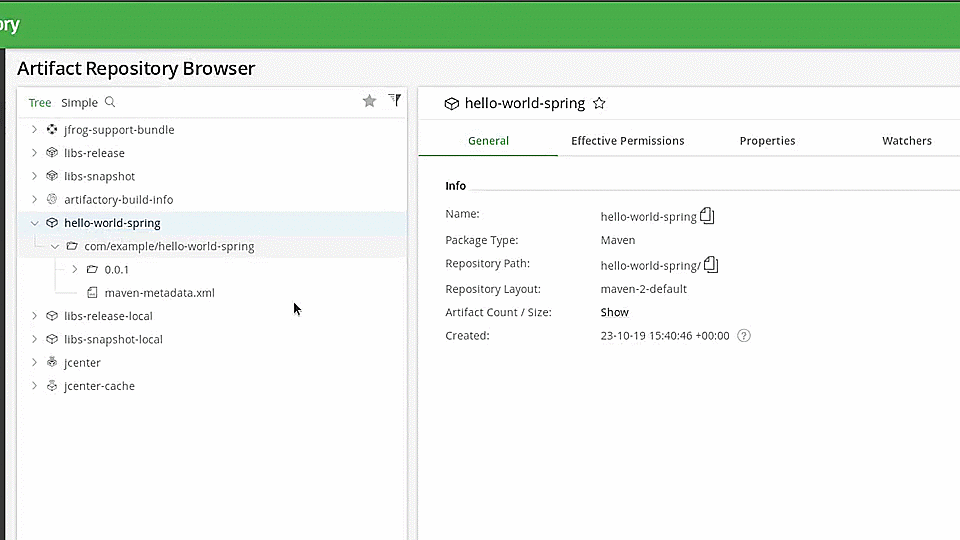 ory
Artifact Repository Browser
Tree Simple
jfrog-support-bundle
libs-release
libs-snapshot
artifactory-build-info
hello-world-spring
com/example/hello-world-spring
0.0.1
maven-metadata.xml
libs-release-local
libs-snapshot-local
jcenter
jcenter-cache
hello-world-spring
General Effective Permissions Properties Watchers
Info
Name: hello-world-spring
Package Type: Maven
Repository Path: hello-world-spring/
Repository Layout: maven-2-default
Artifact Count / Size: Show
Created: 23-10-19 15:40:46 +00:00 ?